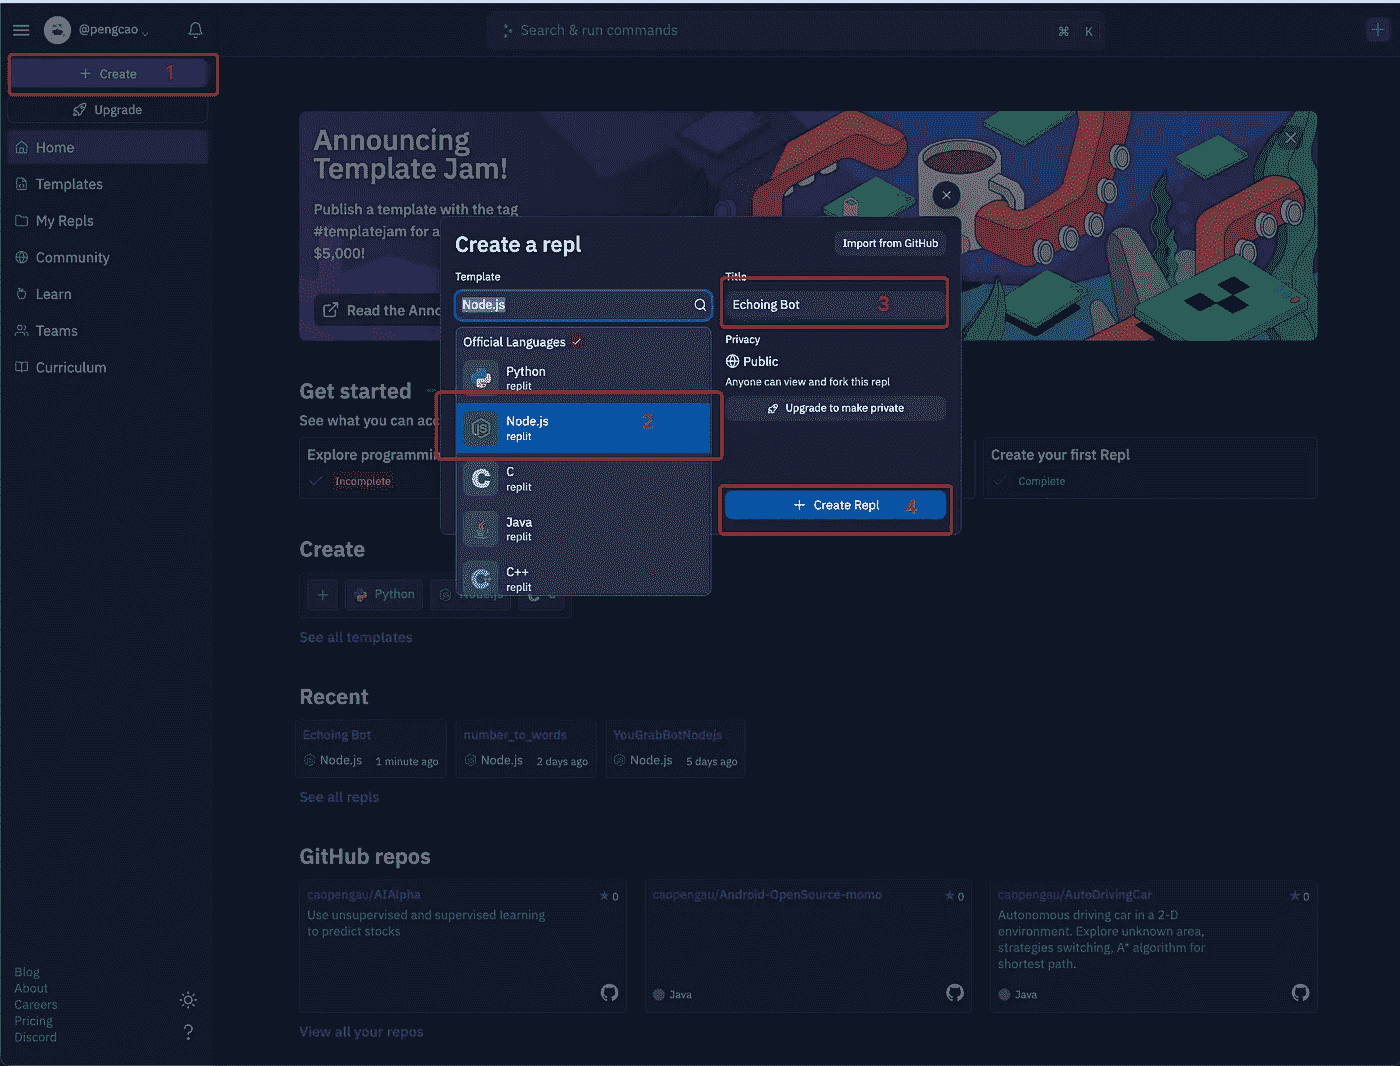 @pengcao
Search & run commands
⌘ K
+ Create 1
Upgrade
Home
Templates
My Repls
Community
Learn
Teams
Curriculum
Blog
About
Careers
Pricing
Discord
?
Announcing
Template Jam!
Publish a template with the tag
#templatejam for a
$5,000!
Read the Anno
Create a repl
Import from GitHub
Template
Node.js
Official Languages
Python
replit
Node.js
replit
2
C
replit
Java
replit
C++
replit
Title
Echoing Bot 3
Privacy
Public
Anyone can view and fork this repl
Upgrade to make private
+ Create Repl 4
Get started
See what you can acc
Explore programmin
Incomplete
Create your first Repl
Complete
Create
+
Python
Node.js
C
See all templates
Recent
Echoing Bot
Node.js 1 minute ago
number_to_words
Node.js 2 days ago
YouGrabBotNodejs
Node.js 5 days ago
See all repls
GitHub repos
caopengau/AIAlpha 0
Use unsupervised and supervised learning
to predict stocks
caopengau/Android-OpenSource-momo 0
Java
caopengau/AutoDrivingCar 0
Autonomous driving car in a 2-D
environment. Explore unknown area,
strategies switching, A* algorithm for
shortest path.
Java
View all your repos